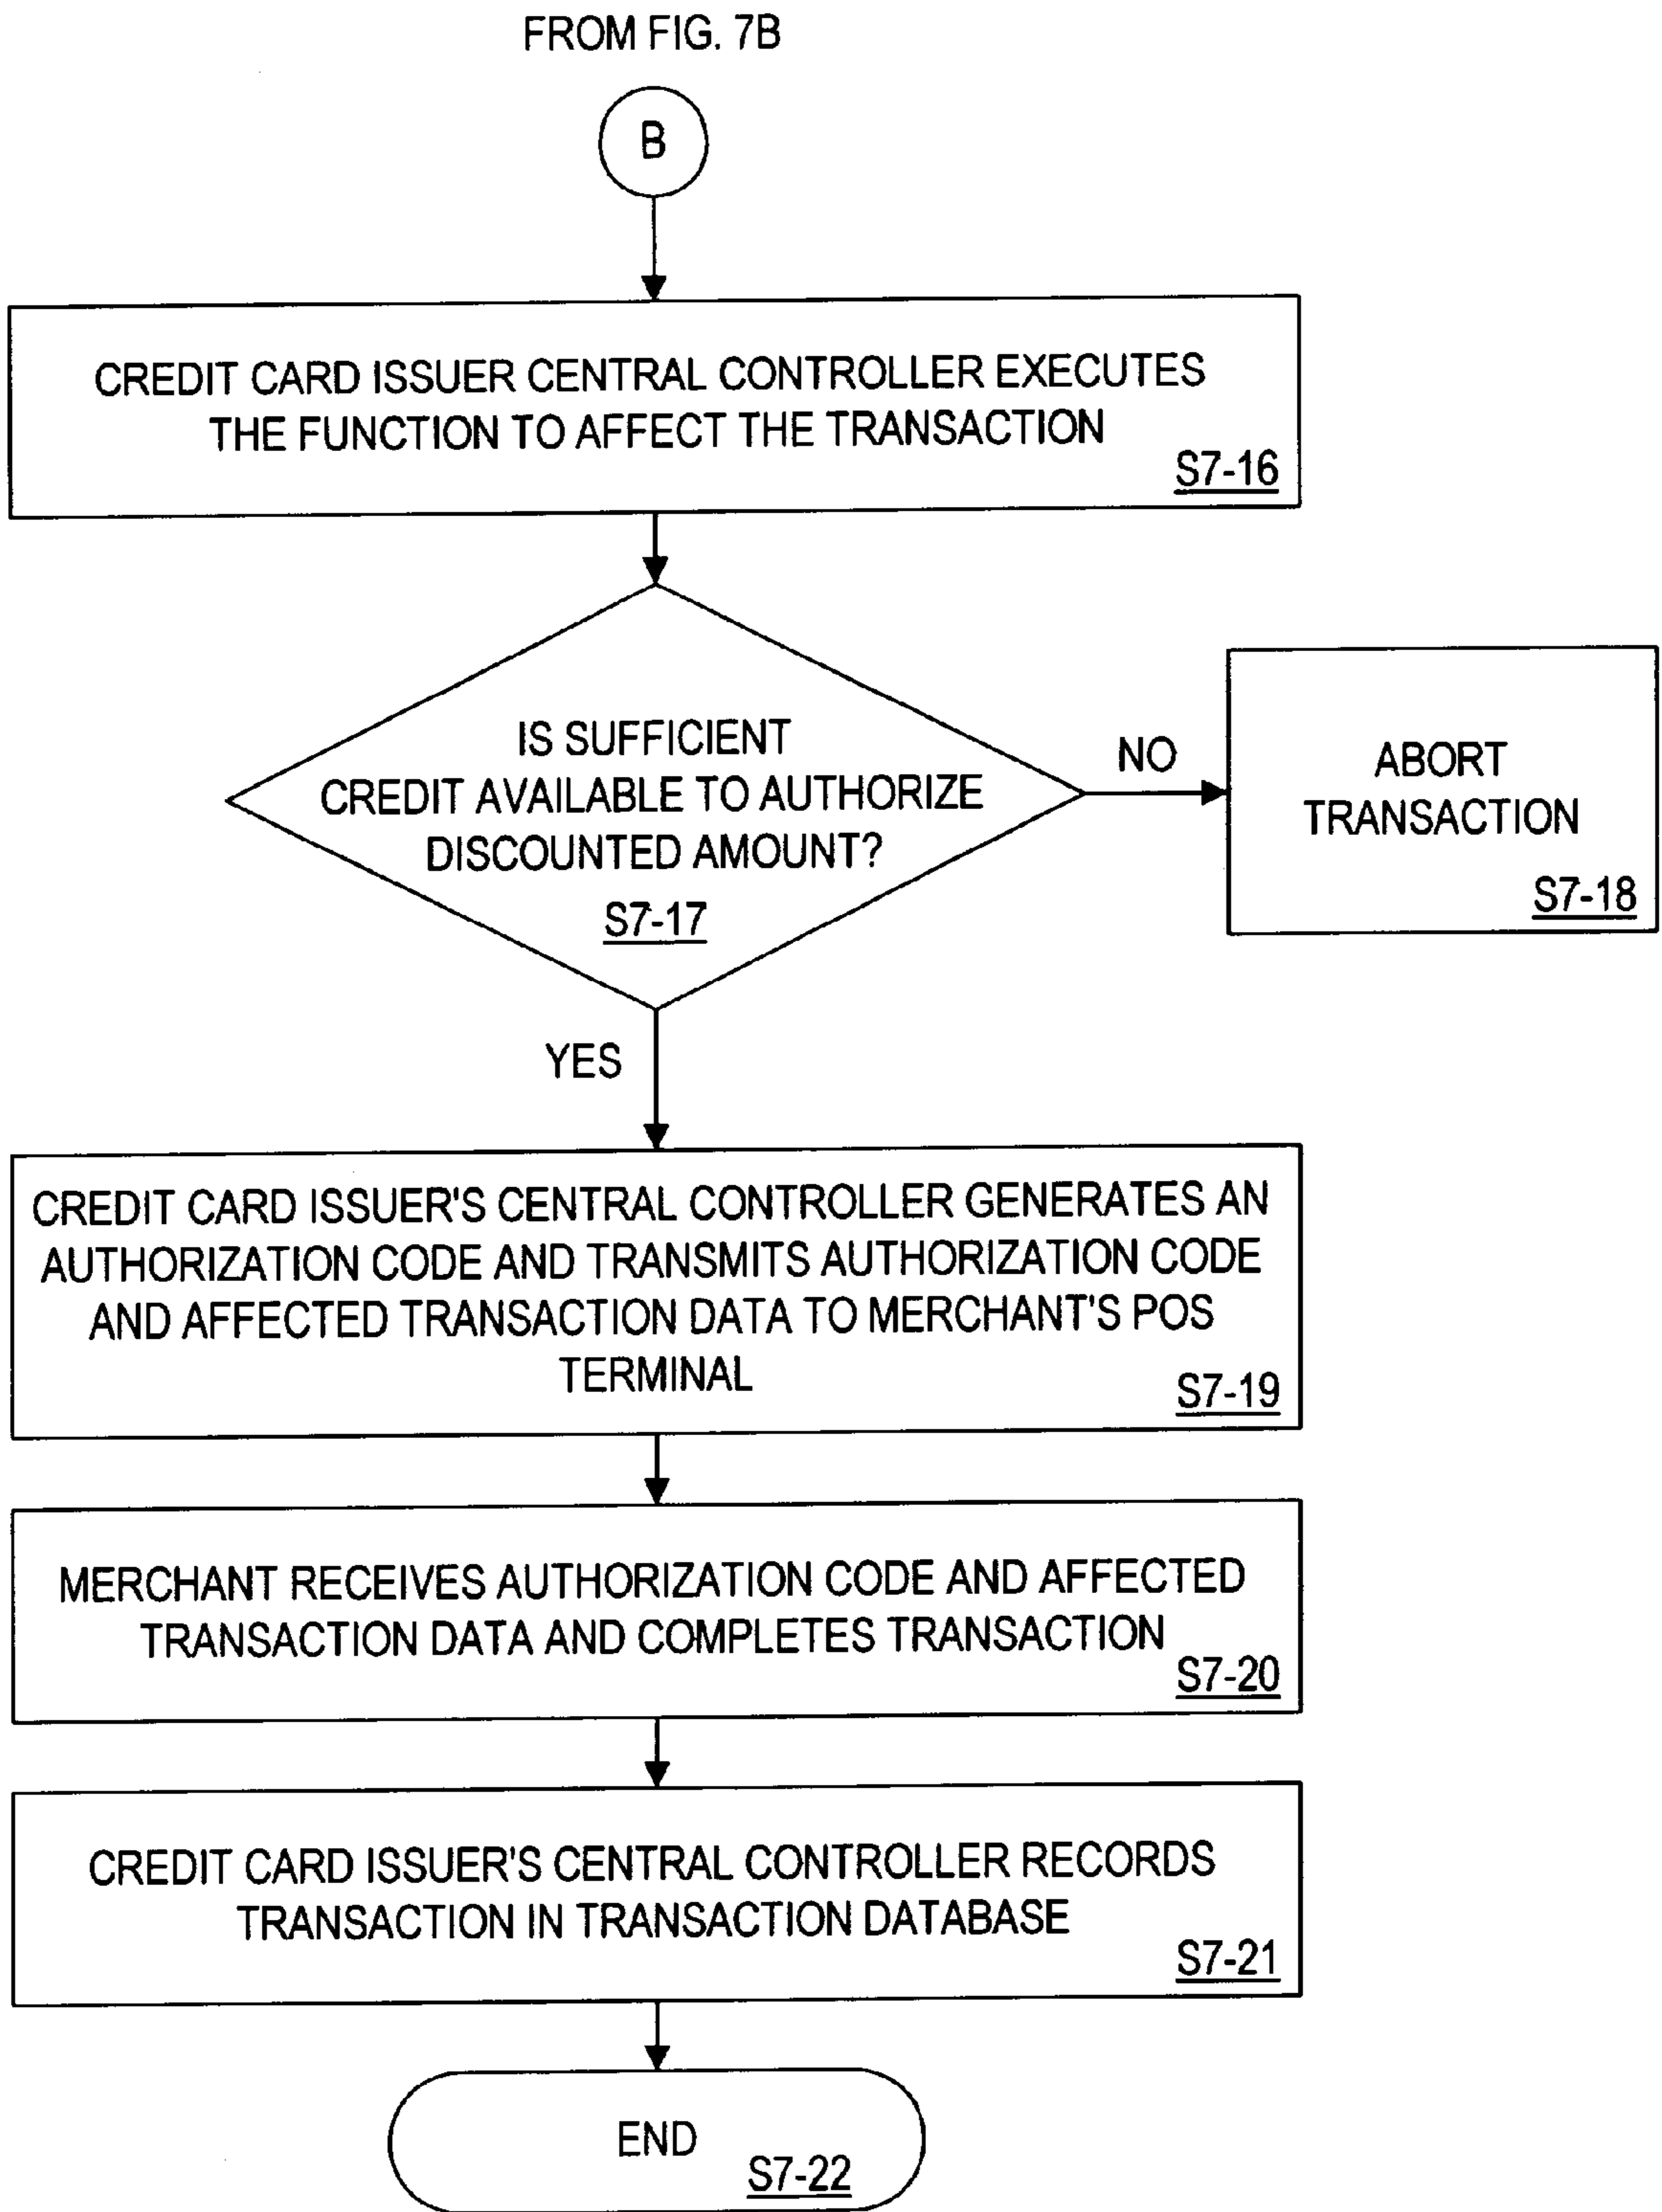 FROM FIG. 7B
B
CREDIT CARD ISSUER CENTRAL CONTROLLER EXECUTES
THE FUNCTION TO AFFECT THE TRANSACTION
S7-16
IS SUFFICIENT
CREDIT AVAILABLE TO AUTHORIZE
DISCOUNTED AMOUNT?
S7-17
NO
ABORT
TRANSACTION
S7-18
YES
CREDIT CARD ISSUER'S CENTRAL CONTROLLER GENERATES AN
AUTHORIZATION CODE AND TRANSMITS AUTHORIZATION CODE
AND AFFECTED TRANSACTION DATA TO MERCHANT'S POS
TERMINAL
S7-19
MERCHANT RECEIVES AUTHORIZATION CODE AND AFFECTED
TRANSACTION DATA AND COMPLETES TRANSACTION
S7-20
CREDIT CARD ISSUER'S CENTRAL CONTROLLER RECORDS
TRANSACTION IN TRANSACTION DATABASE
S7-21
END
S7-22